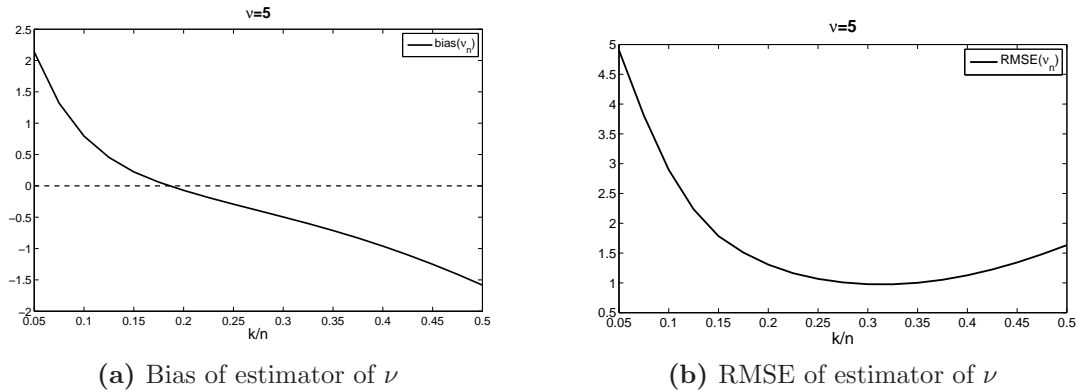 ν=5
2.5
2
1.5
1
0.5
0
−0.5
−1
−1.5
−2
0.05 0.1 0.15 0.2 0.25 0.3 0.35 0.4 0.45 0.5
k/n
bias(ν_n)
(a) Bias of estimator of ν
ν=5
5
4.5
4
3.5
3
2.5
2
1.5
1
0.5
0.05 0.1 0.15 0.2 0.25 0.3 0.35 0.4 0.45 0.5
k/n
RMSE(ν_n)
(b) RMSE of estimator of ν